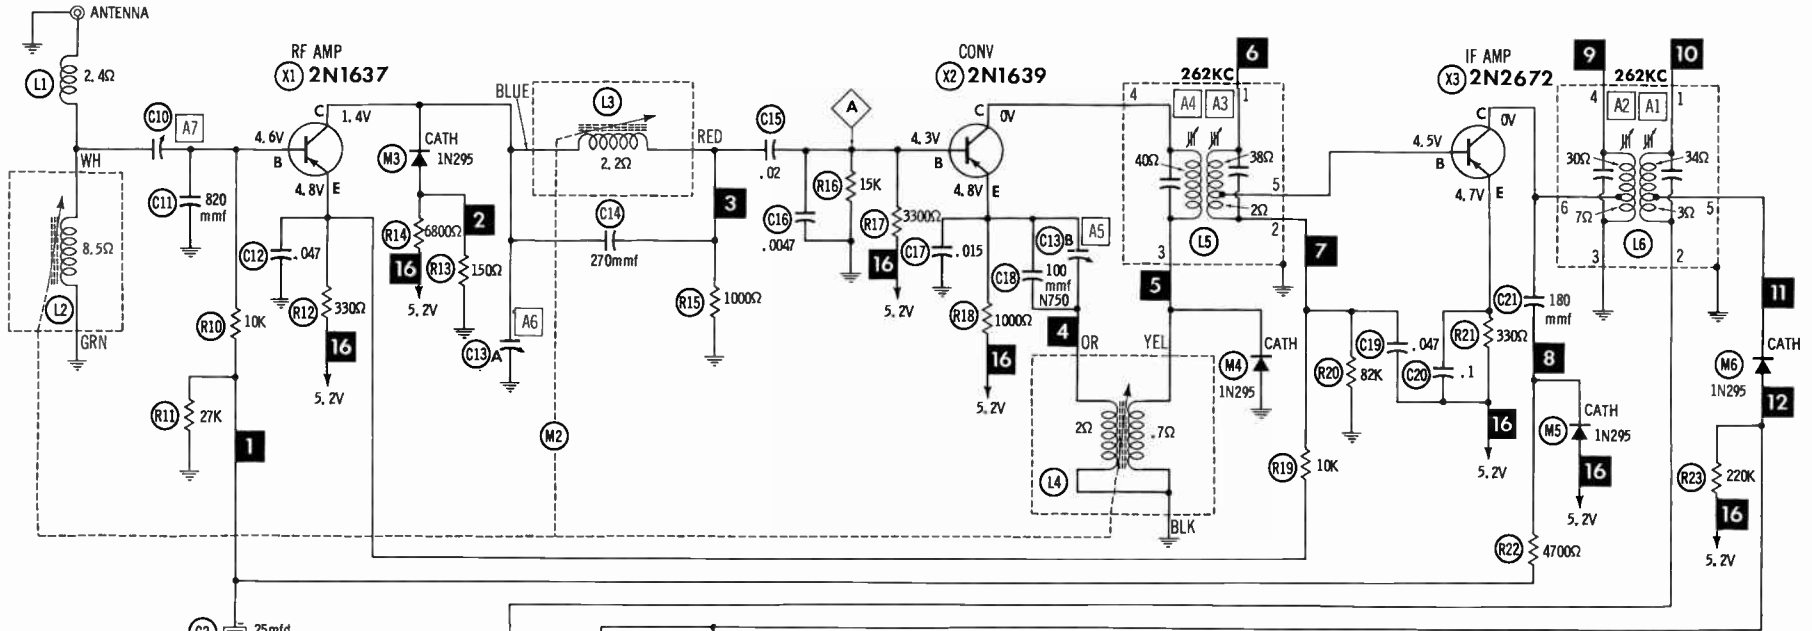 ANTENNA
L1
2.4Ω
WH
C10
A7
C11
820
mmf
8.5Ω
L2
GRN
RF AMP
X1 2N1637
C
1.4V
4.6V
B
4.8V
E
C12
.047
R12
330Ω
16
5.2V
R10
10K
R11
27K
1
CATH
M3
1N295
2
R14
6800Ω
16
5.2V
R13
150Ω
BLUE
L3
2.2Ω
RED
3
C14
270mmf
A6
C13 A
R15
1000Ω
M2
C15
.02
A
R16
15K
C16
.0047
R17
3300Ω
16
5.2V
CONV
X2 2N1639
C
0V
4.3V
B
4.8V
E
C17
.015
C18
100
mmf
N750
C13 B
A5
R18
1000Ω
16
5.2V
4
OR
YEL
2Ω
.7Ω
L4
BLK
5
6
262KC
4
A4
A3
1
40Ω
38Ω
5
2Ω
2
3
L5
7
M4
CATH
1N295
R19
10K
R20
82K
C19
.047
C20
.1
R21
330Ω
16
5.2V
IF AMP
X3 2N2672
C
0V
4.5V
B
4.7V
E
C21
180
mmf
8
CATH
M5
1N295
16
5.2V
R22
4700Ω
9
10
262KC
4
A2
A1
1
30Ω
34Ω
6
7Ω
3Ω
5
L6
3
2
11
CATH
M6
1N295
12
R23
220K
16
5.2V
25mfd